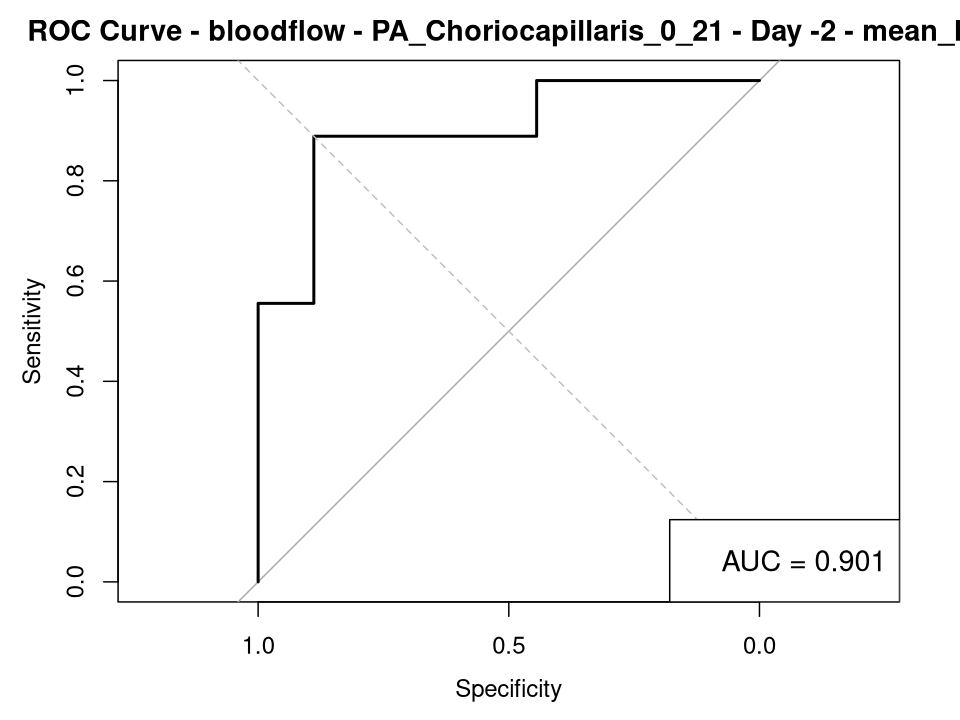 ROC Curve - bloodflow - PA_Choriocapillaris_0_21 - Day -2 - mean_
1.0
0.8
0.6
0.4
0.2
0.0
Sensitivity
AUC = 0.901
1.0 0.5 0.0
Specificity